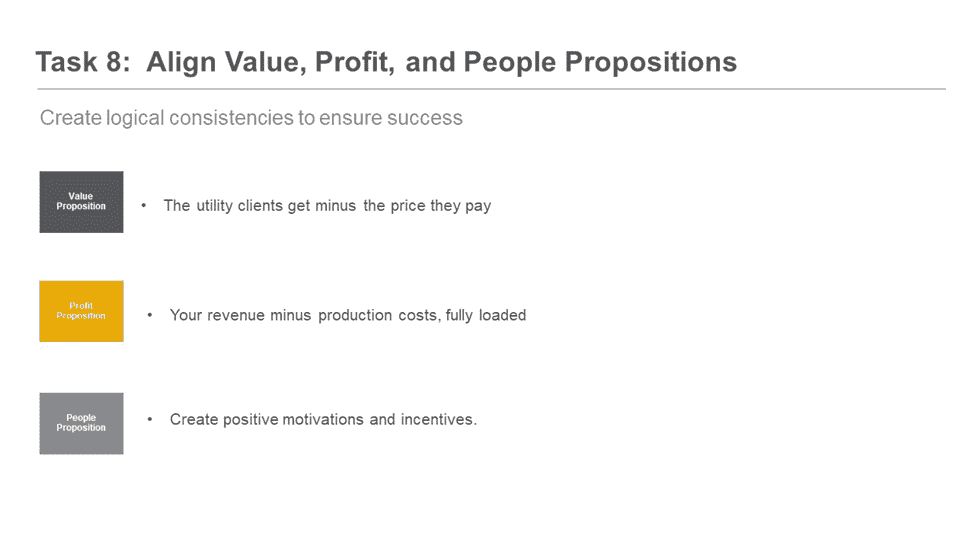 Task 8:  Align Value, Profit, and People Propositions
Create logical consistencies to ensure success
Value
Proposition
• The utility clients get minus the price they pay
Profit
Proposition
• Your revenue minus production costs, fully loaded
People
Proposition
• Create positive motivations and incentives.